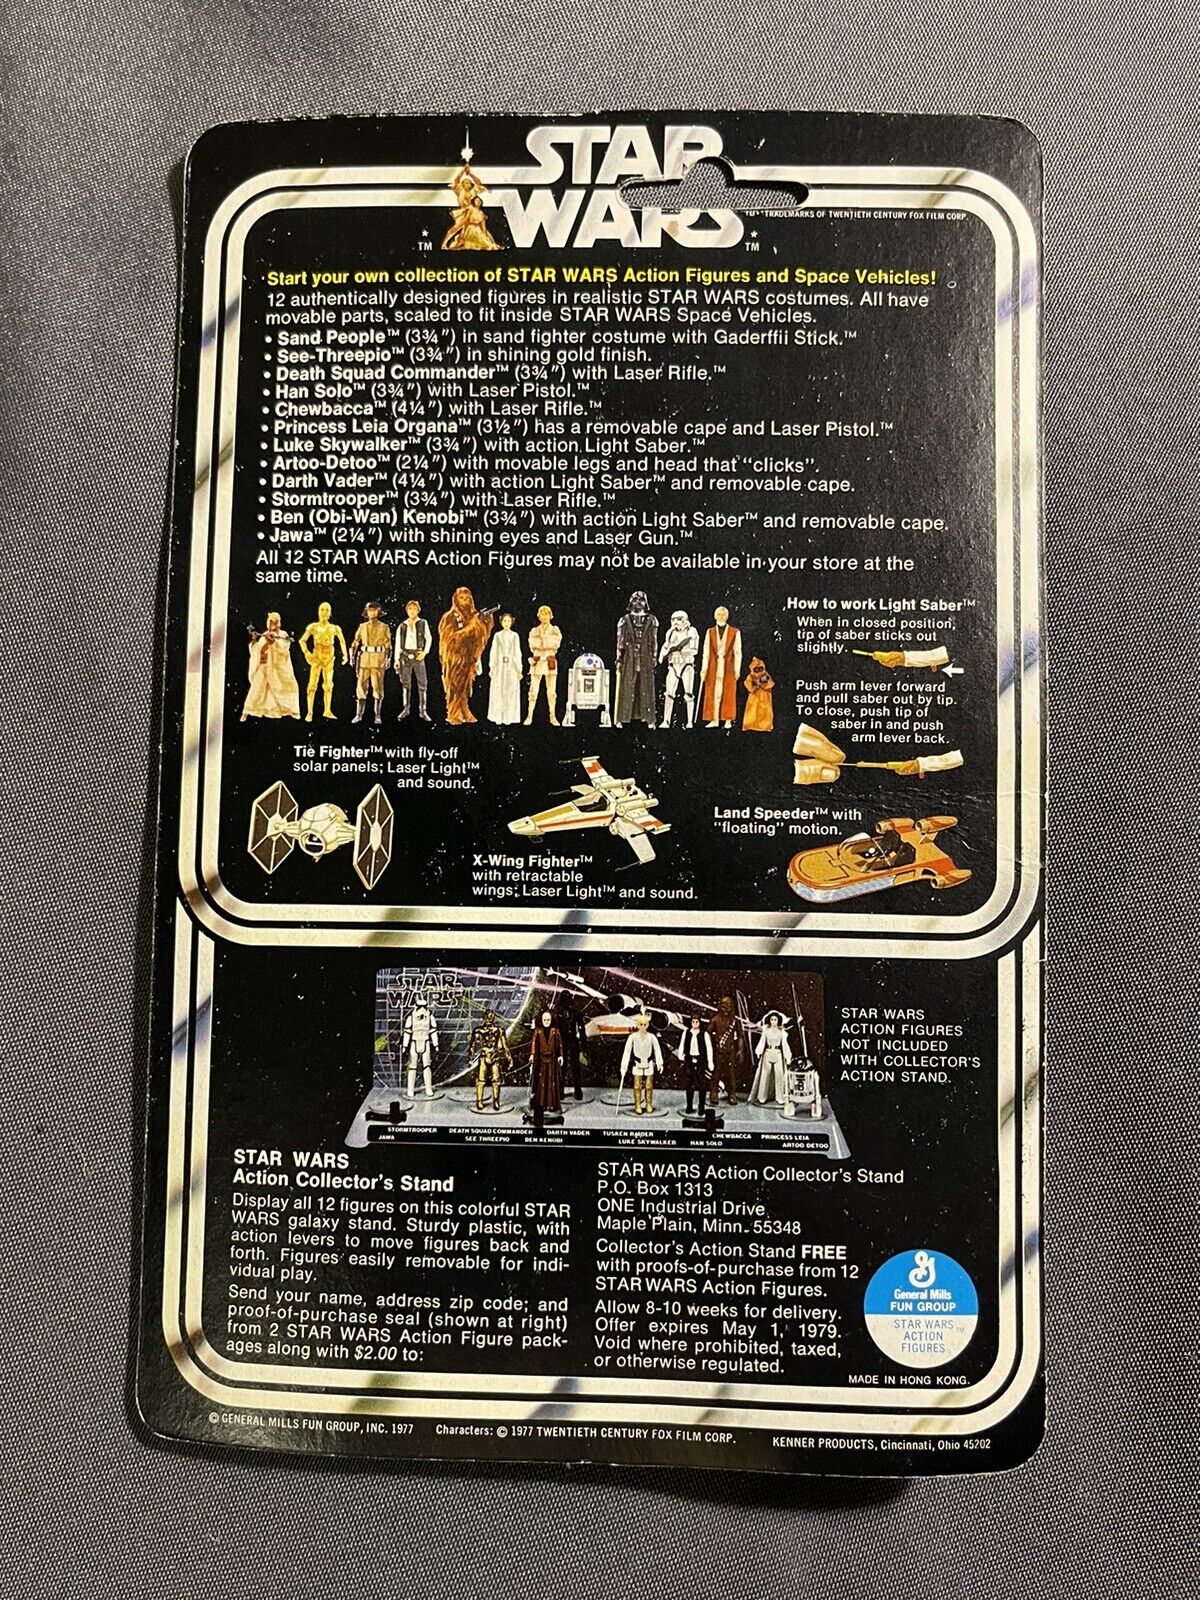 STAR
WARS
TM
TM
TRADEMARKS OF TWENTIETH CENTURY FOX FILM CORP.
Start your own collection of STAR WARS Action Figures and Space Vehicles!
12 authentically designed figures in realistic STAR WARS costumes. All have
movable parts, scaled to fit inside STAR WARS Space Vehicles.
• Sand People™ (3¾") in sand fighter costume with Gaderffii Stick.™
• See-Threepio™ (3¾") in shining gold finish.
• Death Squad Commander™ (3¾") with Laser Rifle.™
• Han Solo™ (3¾") with Laser Pistol.™
• Chewbacca™ (4¼") with Laser Rifle.™
• Princess Leia Organa™ (3½") has a removable cape and Laser Pistol.™
• Luke Skywalker™ (3¾") with action Light Saber.™
• Artoo-Detoo™ (2¼") with movable legs and head that "clicks".
• Darth Vader™ (4¼") with action Light Saber™ and removable cape.
• Stormtrooper™ (3¾") with Laser Rifle.™
• Ben (Obi-Wan) Kenobi™ (3¾") with action Light Saber™ and removable cape.
• Jawa™ (2¼") with shining eyes and Laser Gun.™
All 12 STAR WARS Action Figures may not be available in your store at the
same time.
How to work Light Saber™
When in closed position,
tip of saber sticks out
slightly.
Push arm lever forward
and pull saber out by tip.
To close, push tip of
saber in and push
arm lever back.
Tie Fighter™ with fly-off
solar panels; Laser Light™
and sound.
X-Wing Fighter™
with retractable
wings; Laser Light™ and sound.
Land Speeder™ with
"floating" motion.
STAR
WARS
STORMTROOPER DEATH SQUAD COMMANDER DARTH VADER TUSKEN RAIDER CHEWBACCA PRINCESS LEIA
JAWA SEE THREEPIO BEN KENOBI LUKE SKYWALKER HAN SOLO ARTOO DETOO
STAR WARS
ACTION FIGURES
NOT INCLUDED
WITH COLLECTOR'S
ACTION STAND.
STAR WARS
Action Collector's Stand
Display all 12 figures on this colorful STAR
WARS galaxy stand. Sturdy plastic, with
action levers to move figures back and
forth. Figures easily removable for indi-
vidual play.
Send your name, address zip code; and
proof-of-purchase seal (shown at right)
from 2 STAR WARS Action Figure pack-
ages along with $2.00 to:
STAR WARS Action Collector's Stand
P.O. Box 1313
ONE Industrial Drive
Maple Plain, Minn. 55348
Collector's Action Stand FREE
with proofs-of-purchase from 12
STAR WARS Action Figures.
Allow 8-10 weeks for delivery.
Offer expires May 1, 1979.
Void where prohibited, taxed,
or otherwise regulated.
General Mills
FUN GROUP
STAR WARS™
ACTION
FIGURES
MADE IN HONG KONG.
© GENERAL MILLS FUN GROUP, INC. 1977 Characters: © 1977 TWENTIETH CENTURY FOX FILM CORP. KENNER PRODUCTS, Cincinnati, Ohio 45202